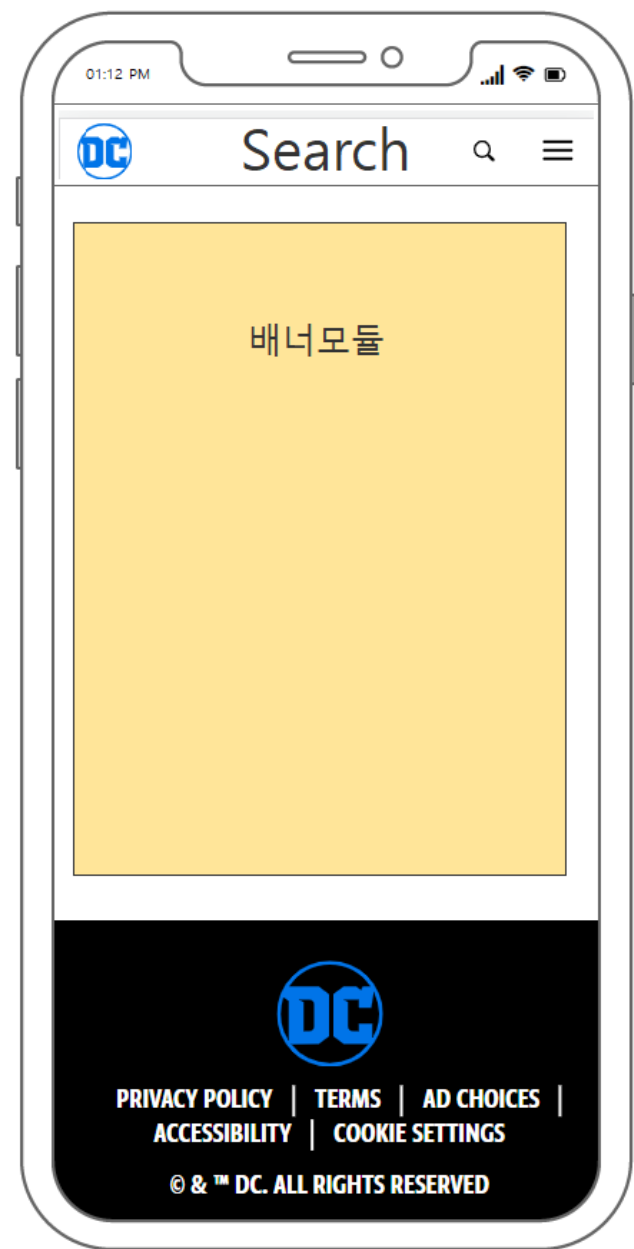 01:12 PM
DC Search
배너모듈
DC
PRIVACY POLICY | TERMS | AD CHOICES |
ACCESSIBILITY | COOKIE SETTINGS
© & ™ DC. ALL RIGHTS RESERVED